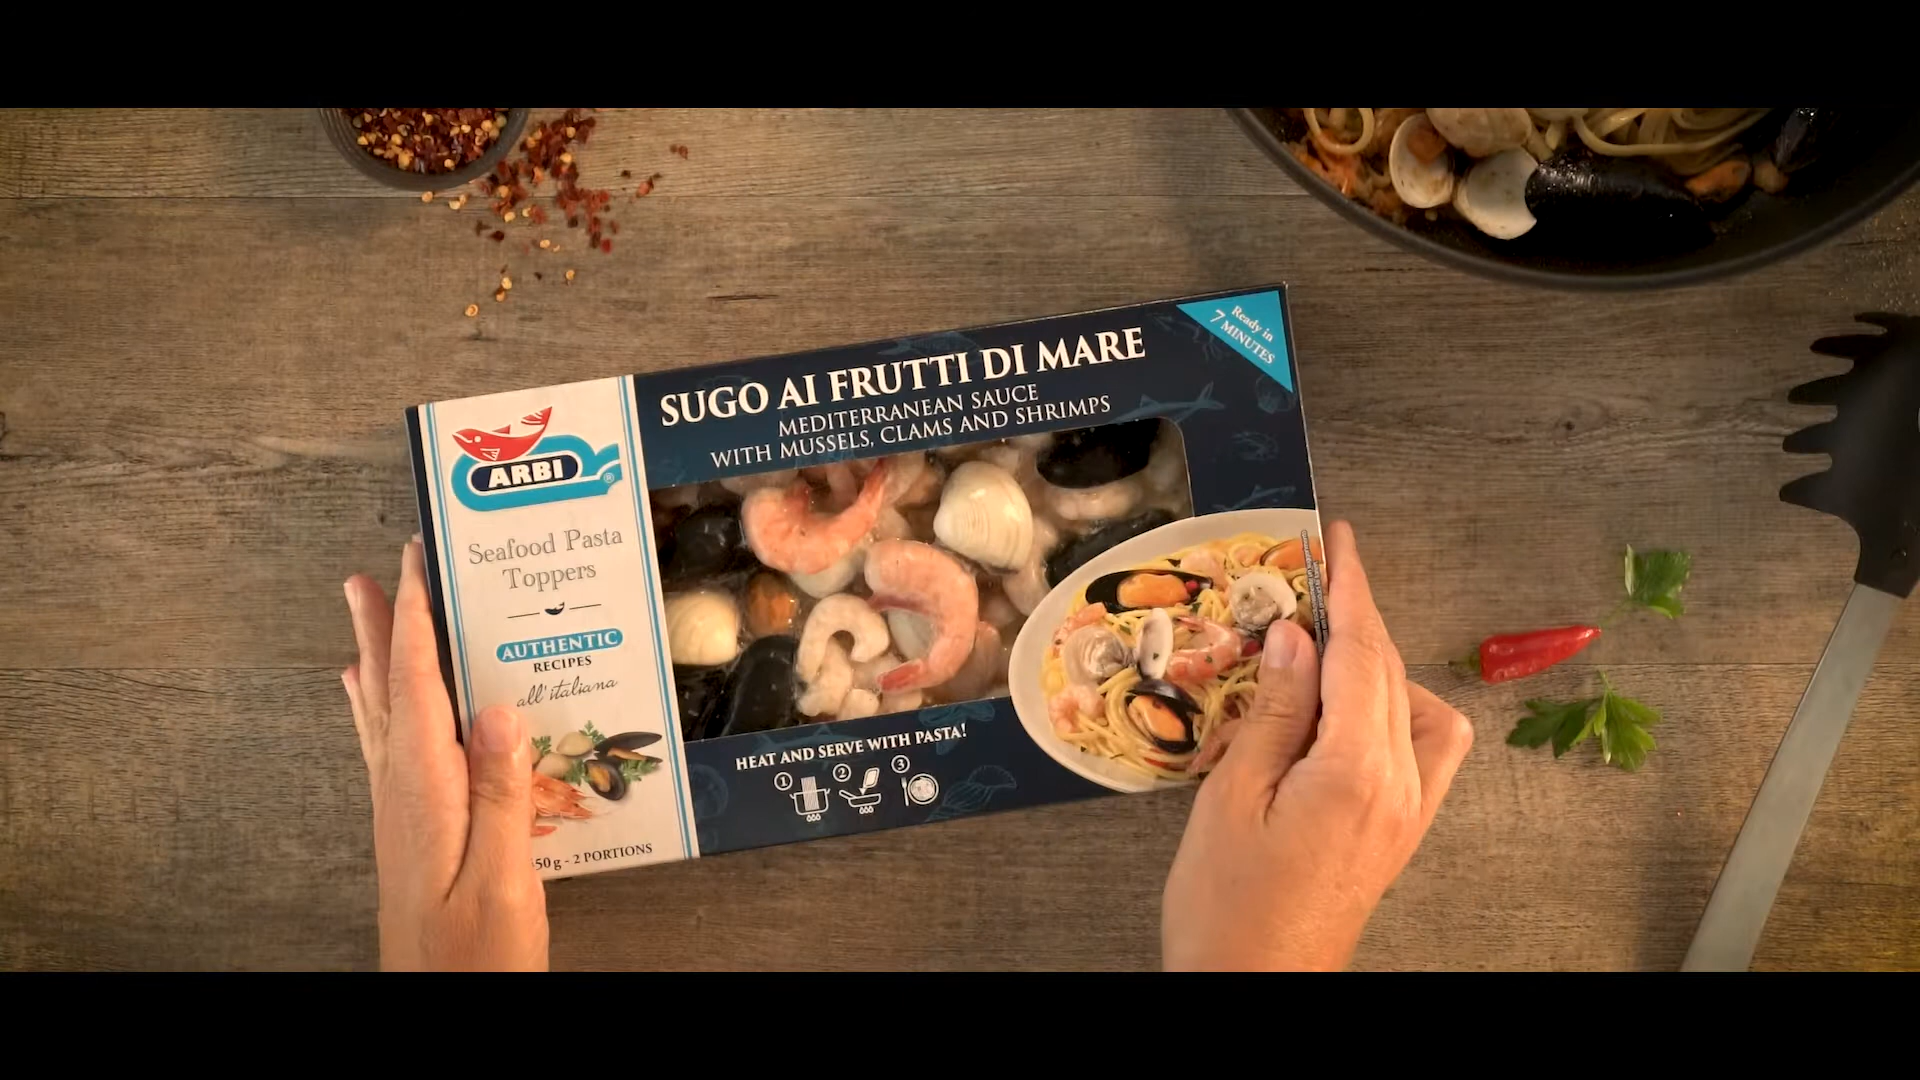 SUGO AI FRUTTI DI MARE
MEDITERRANEAN SAUCE
WITH MUSSELS, CLAMS AND SHRIMPS
Ready in
7 MINUTES
ARBI
®
Seafood Pasta
Toppers
AUTHENTIC
RECIPES
all'italiana
HEAT AND SERVE WITH PASTA!
1 2 3
50 g - 2 PORTIONS